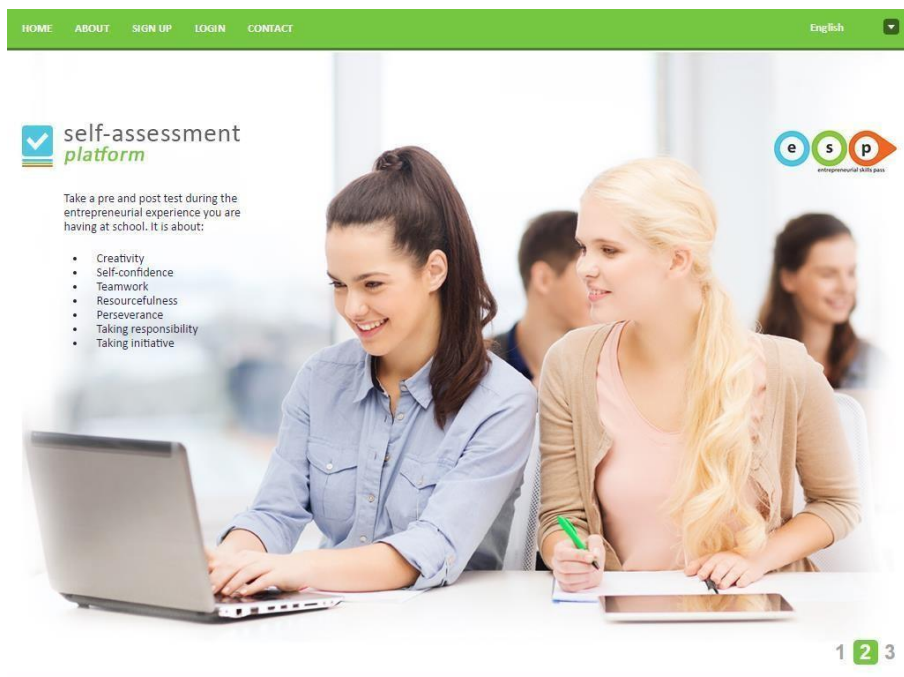 HOME ABOUT SIGN UP LOGIN CONTACT English
self-assessment
platform
e s p
entrepreneurial skills pass
Take a pre and post test during the
entrepreneurial experience you are
having at school. It is about:
• Creativity
• Self-confidence
• Teamwork
• Resourcefulness
• Perseverance
• Taking responsibility
• Taking initiative
1 2 3